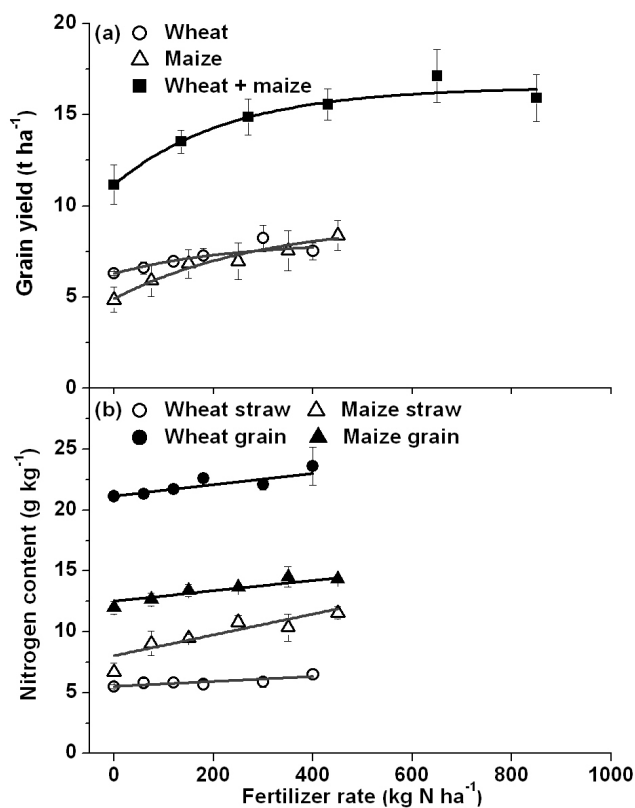 (a) Wheat
Maize
Wheat + maize
20
15
10
5
0
Grain yield (t ha⁻¹)
(b) Wheat straw Maize straw
Wheat grain Maize grain
25
20
15
10
5
0
Nitrogen content (g kg⁻¹)
0 200 400 600 800 1000
Fertilizer rate (kg N ha⁻¹)